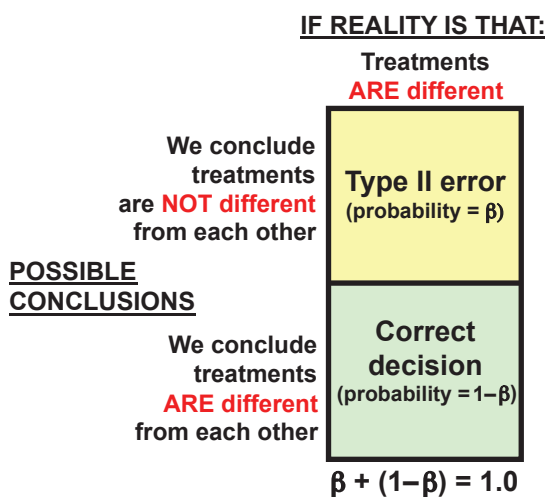 IF REALITY IS THAT:
Treatments
ARE different
We conclude
treatments
are NOT different
from each other
Type II error
(probability = β)
POSSIBLE
CONCLUSIONS
We conclude
treatments
ARE different
from each other
Correct
decision
(probability = 1–β)
β + (1–β) = 1.0